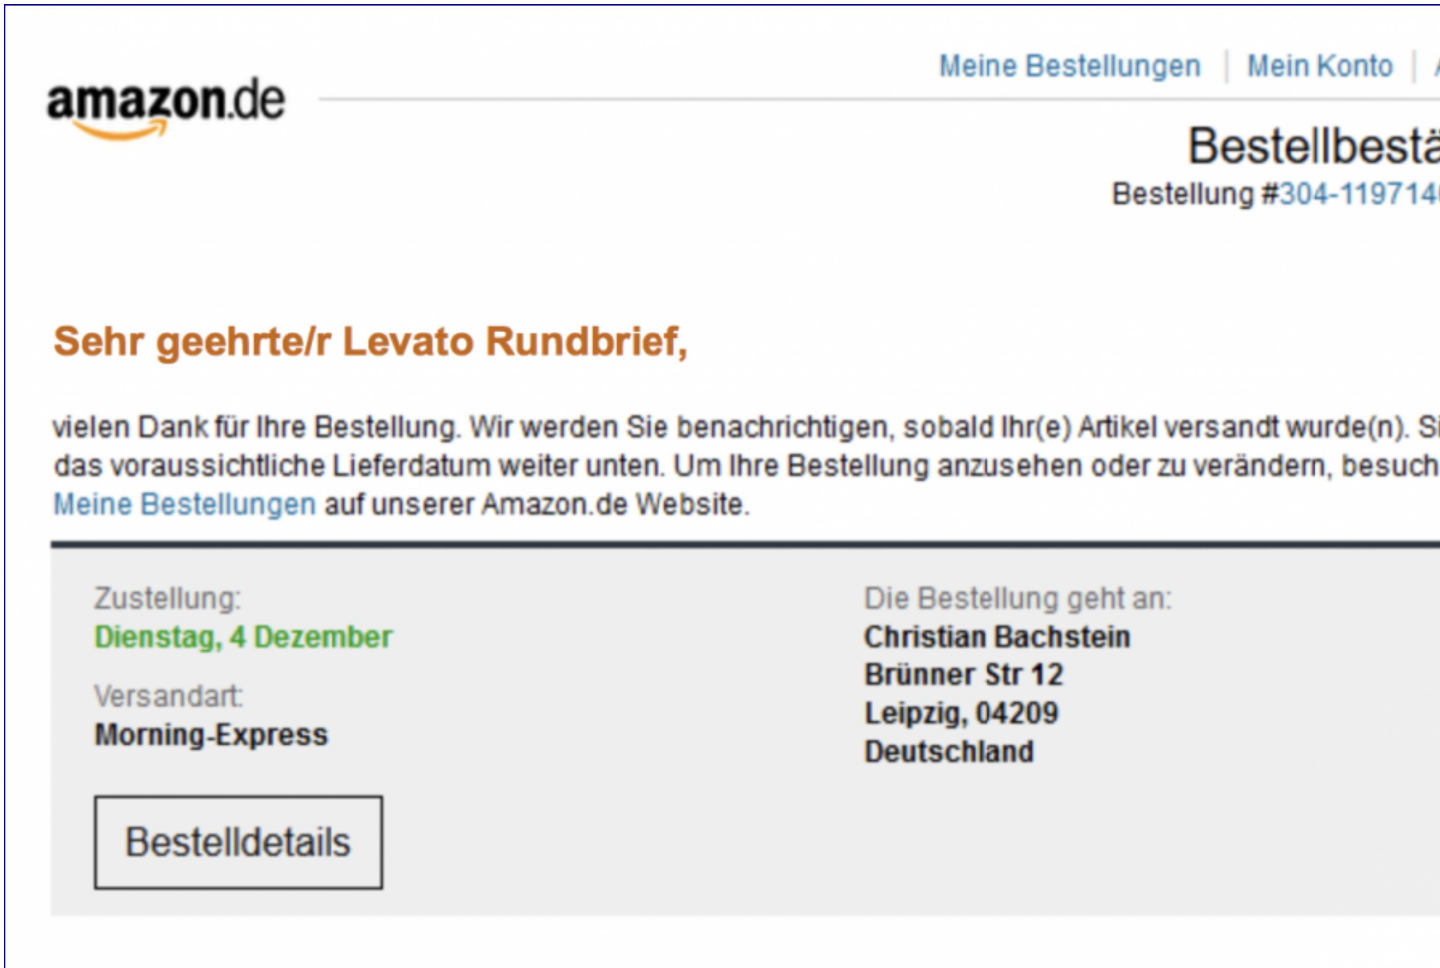 Meine Bestellungen | Mein Konto |
amazon.de
Bestellbestä
Bestellung #304-119714
Sehr geehrte/r Levato Rundbrief,
vielen Dank für Ihre Bestellung. Wir werden Sie benachrichtigen, sobald Ihr(e) Artikel versandt wurde(n). Si
das voraussichtliche Lieferdatum weiter unten. Um Ihre Bestellung anzusehen oder zu verändern, besuch
Meine Bestellungen auf unserer Amazon.de Website.
Zustellung:
Dienstag, 4 Dezember
Versandart:
Morning-Express
Die Bestellung geht an:
Christian Bachstein
Brünner Str 12
Leipzig, 04209
Deutschland
Bestelldetails